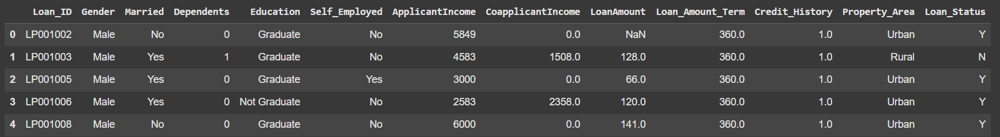 Loan_ID Gender Married Dependents Education Self_Employed ApplicantIncome CoapplicantIncome LoanAmount Loan_Amount_Term Credit_History Property_Area Loan_Status
0 LP001002 Male No 0 Graduate No 5849 0.0 NaN 360.0 1.0 Urban Y
1 LP001003 Male Yes 1 Graduate No 4583 1508.0 128.0 360.0 1.0 Rural N
2 LP001005 Male Yes 0 Graduate Yes 3000 0.0 66.0 360.0 1.0 Urban Y
3 LP001006 Male Yes 0 Not Graduate No 2583 2358.0 120.0 360.0 1.0 Urban Y
4 LP001008 Male No 0 Graduate No 6000 0.0 141.0 360.0 1.0 Urban Y